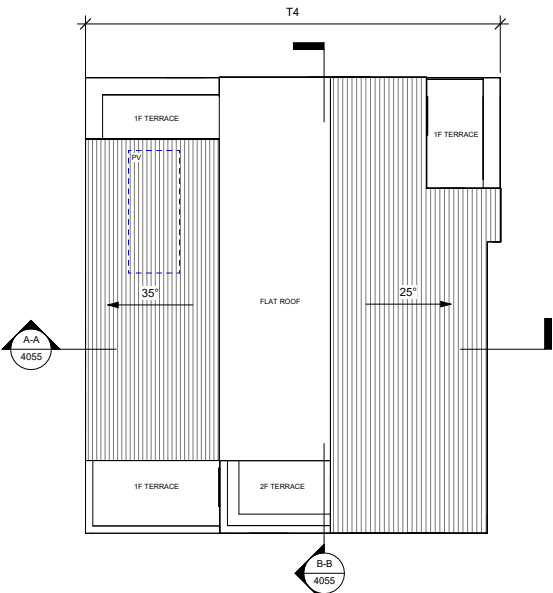 T4
1F TERRACE
1F TERRACE
PV
35°
FLAT ROOF
25°
A-A
4055
1F TERRACE
2F TERRACE
B-B
4055